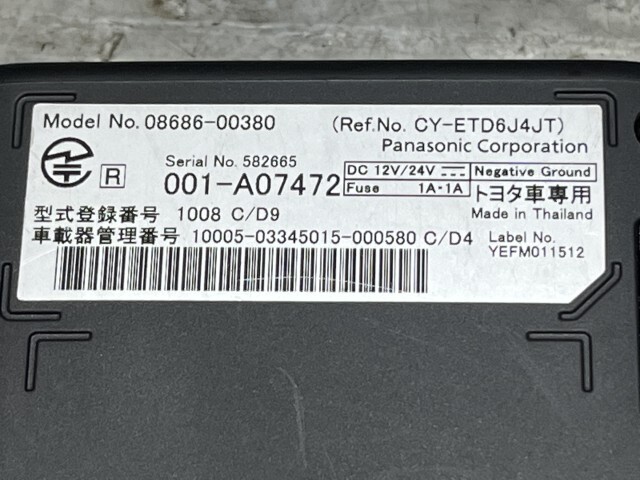 Model No. 08686-00380 (Ref.No. CY-ETD6J4JT)
Panasonic Corporation
Serial No. 582665
R 001-A07472
DC 12V/24V Negative Ground
Fuse 1A-1A トヨタ車専用
型式登録番号 1008 C/D9 Made in Thailand
車載器管理番号 10005-03345015-000580 C/D4
Label No.
YEFM011512